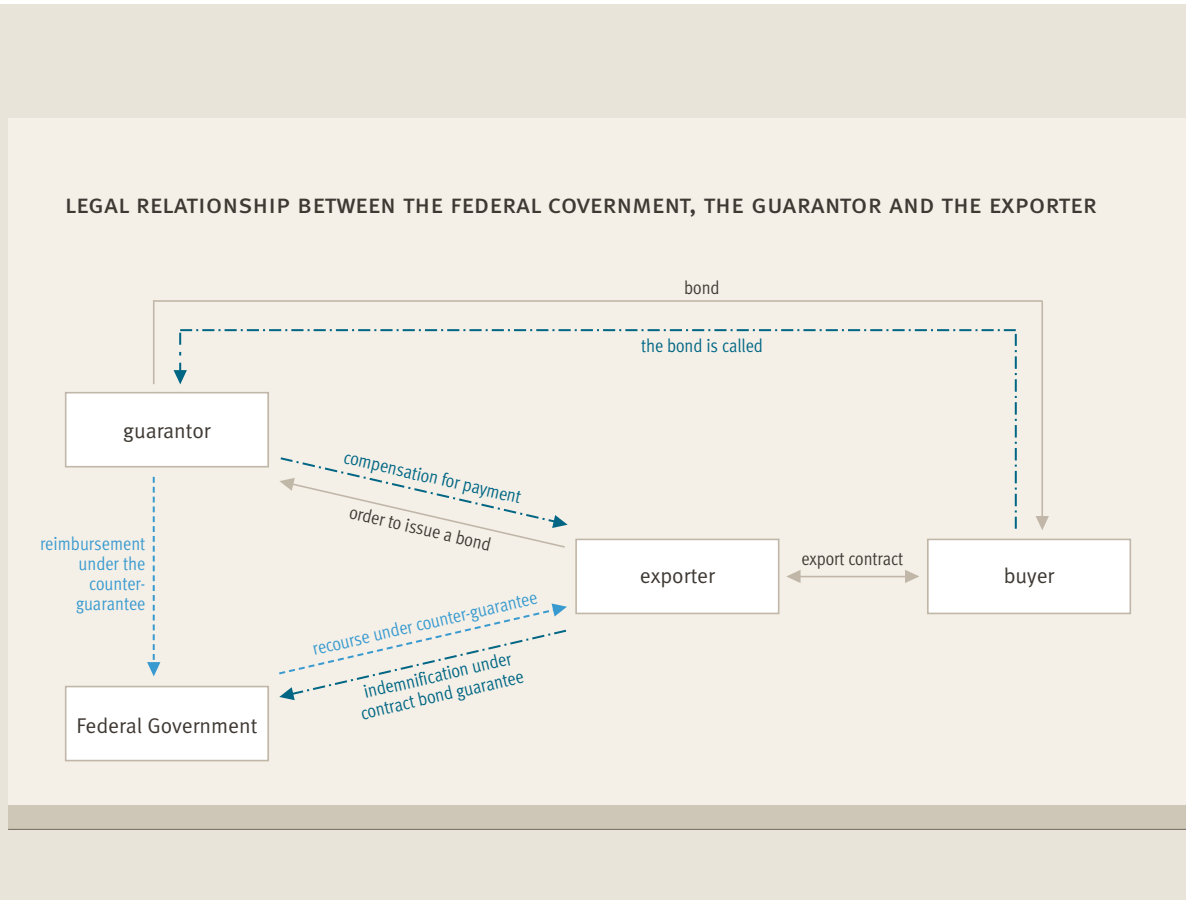 LEGAL RELATIONSHIP BETWEEN THE FEDERAL COVERNMENT, THE GUARANTOR AND THE EXPORTER
bond
the bond is called
guarantor
compensation for payment
order to issue a bond
reimbursement
under the
counter-
guarantee
exporter
export contract
buyer
recourse under counter-guarantee
indemnification under
contract bond guarantee
Federal Government